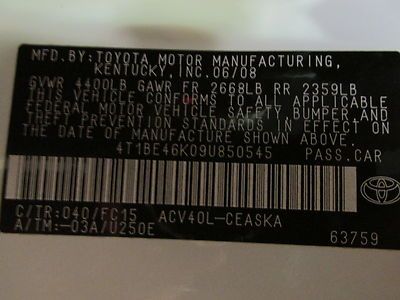 MFD.BY:TOYOTA MOTOR MANUFACTURING,
KENTUCKY,INC.06/08
GVWR 4400LB GAWR FR 2668LB RR 2359LB
THIS VEHICLE CONFORMS TO ALL APPLICABLE
FEDERAL MOTOR VEHICLE SAFETY,BUMPER,AND
THEFT PREVENTION STANDARDS IN EFFECT ON
THE DATE OF MANUFACTURE SHOWN ABOVE.
4T1BE46K09U850545 PASS.CAR
C/TR:040/FC15 ACV40L-CEASKA
A/TM:-03A/U250E
TOYOTA
63759